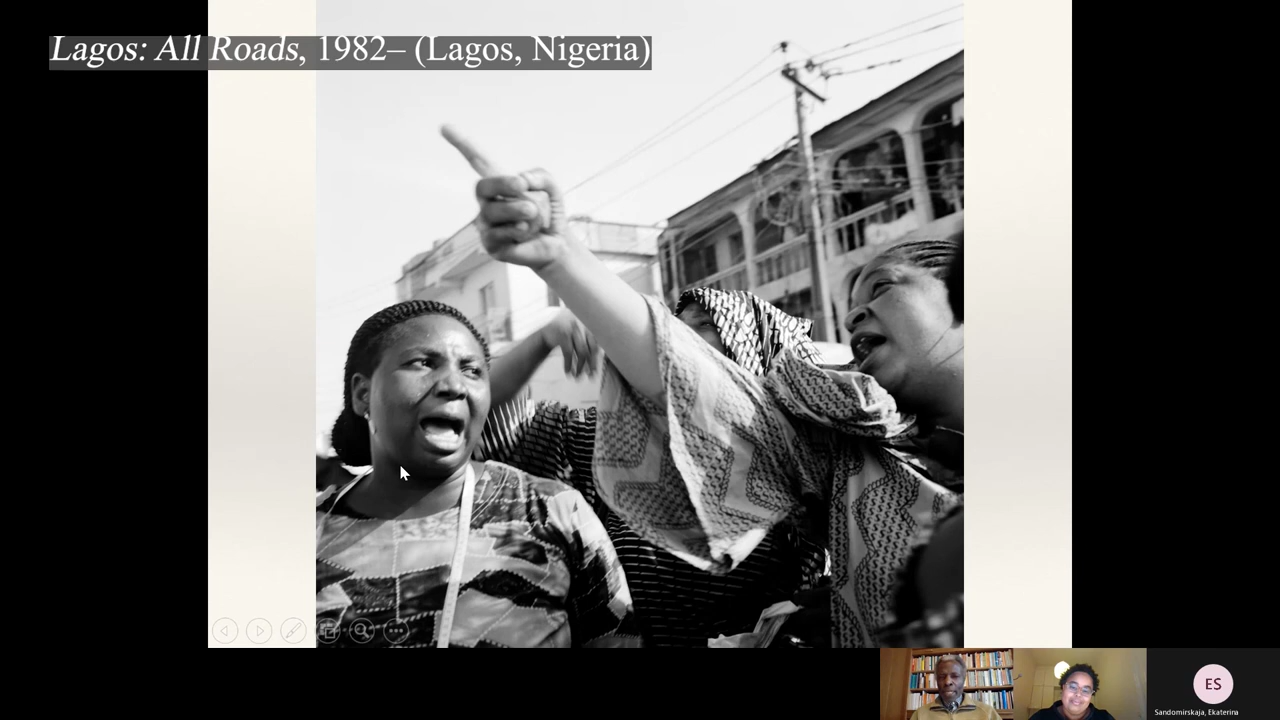 Lagos: All Roads, 1982– (Lagos, Nigeria)
ES
Sandomirskaja, Ekaterina